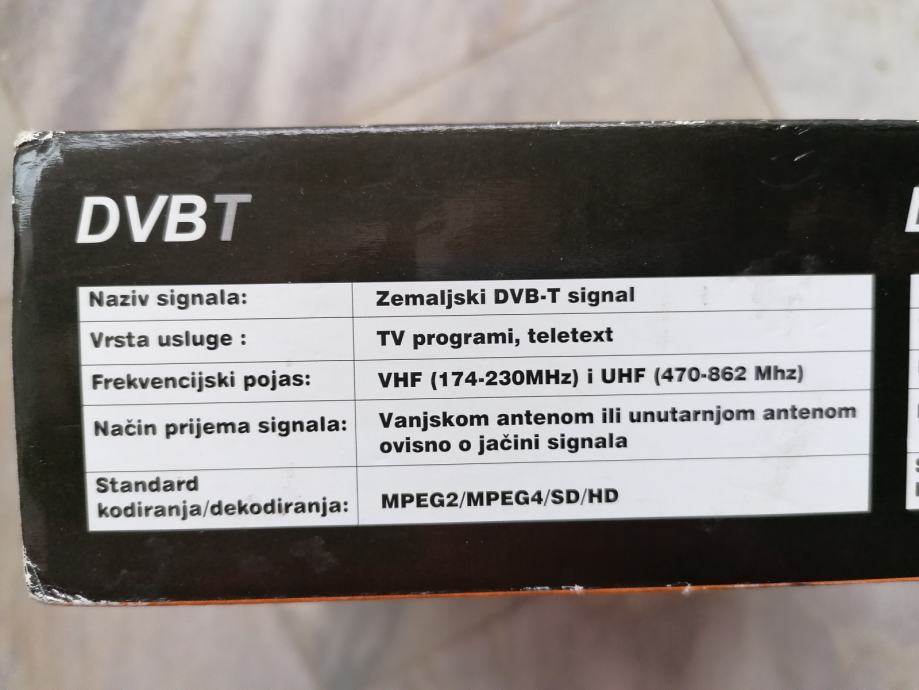 DVBT
Naziv signala: Zemaljski DVB-T signal
Vrsta usluge : TV programi, teletext
Frekvencijski pojas: VHF (174-230MHz) i UHF (470-862 Mhz)
Način prijema signala: Vanjskom antenom ili unutarnjom antenom
ovisno o jačini signala
Standard
kodiranja/dekodiranja: MPEG2/MPEG4/SD/HD